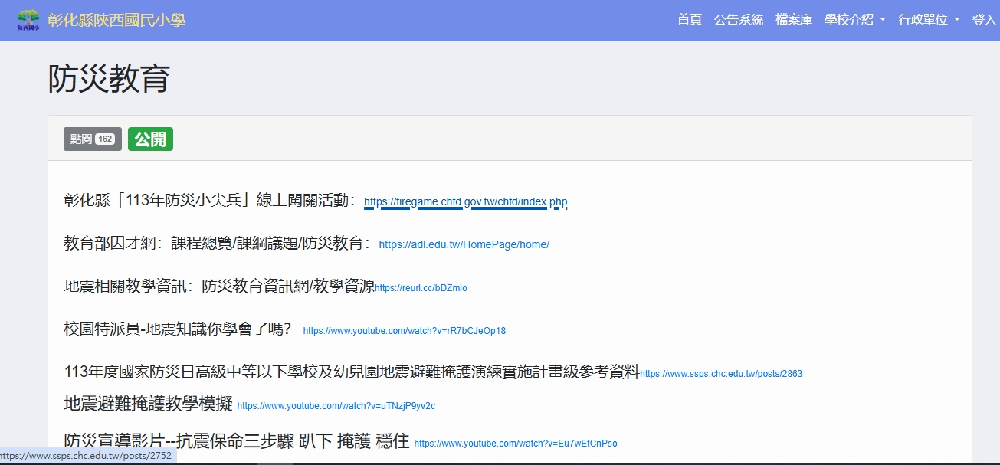 陝西國小
彰化縣陝西國民小學
首頁 公告系統 檔案庫 學校介紹 行政單位 登入
防災教育
點閱 162 公開
彰化縣「113年防災小尖兵」線上闖關活動：https://firegame.chfd.gov.tw/chfd/index.php
教育部因才網：課程總覽/課綱議題/防災教育：https://adl.edu.tw/HomePage/home/
地震相關教學資訊：防災教育資訊網/教學資源https://reurl.cc/bDZmlo
校園特派員-地震知識你學會了嗎？ https://www.youtube.com/watch?v=rR7bCJeOp18
113年度國家防災日高級中等以下學校及幼兒園地震避難掩護演練實施計畫級參考資料https://www.ssps.chc.edu.tw/posts/2863
地震避難掩護教學模擬 https://www.youtube.com/watch?v=uTNzjP9yv2c
防災宣導影片--抗震保命三步驟 趴下 掩護 穩住 https://www.youtube.com/watch?v=Eu7wEtCnPso
https://www.ssps.chc.edu.tw/posts/2752